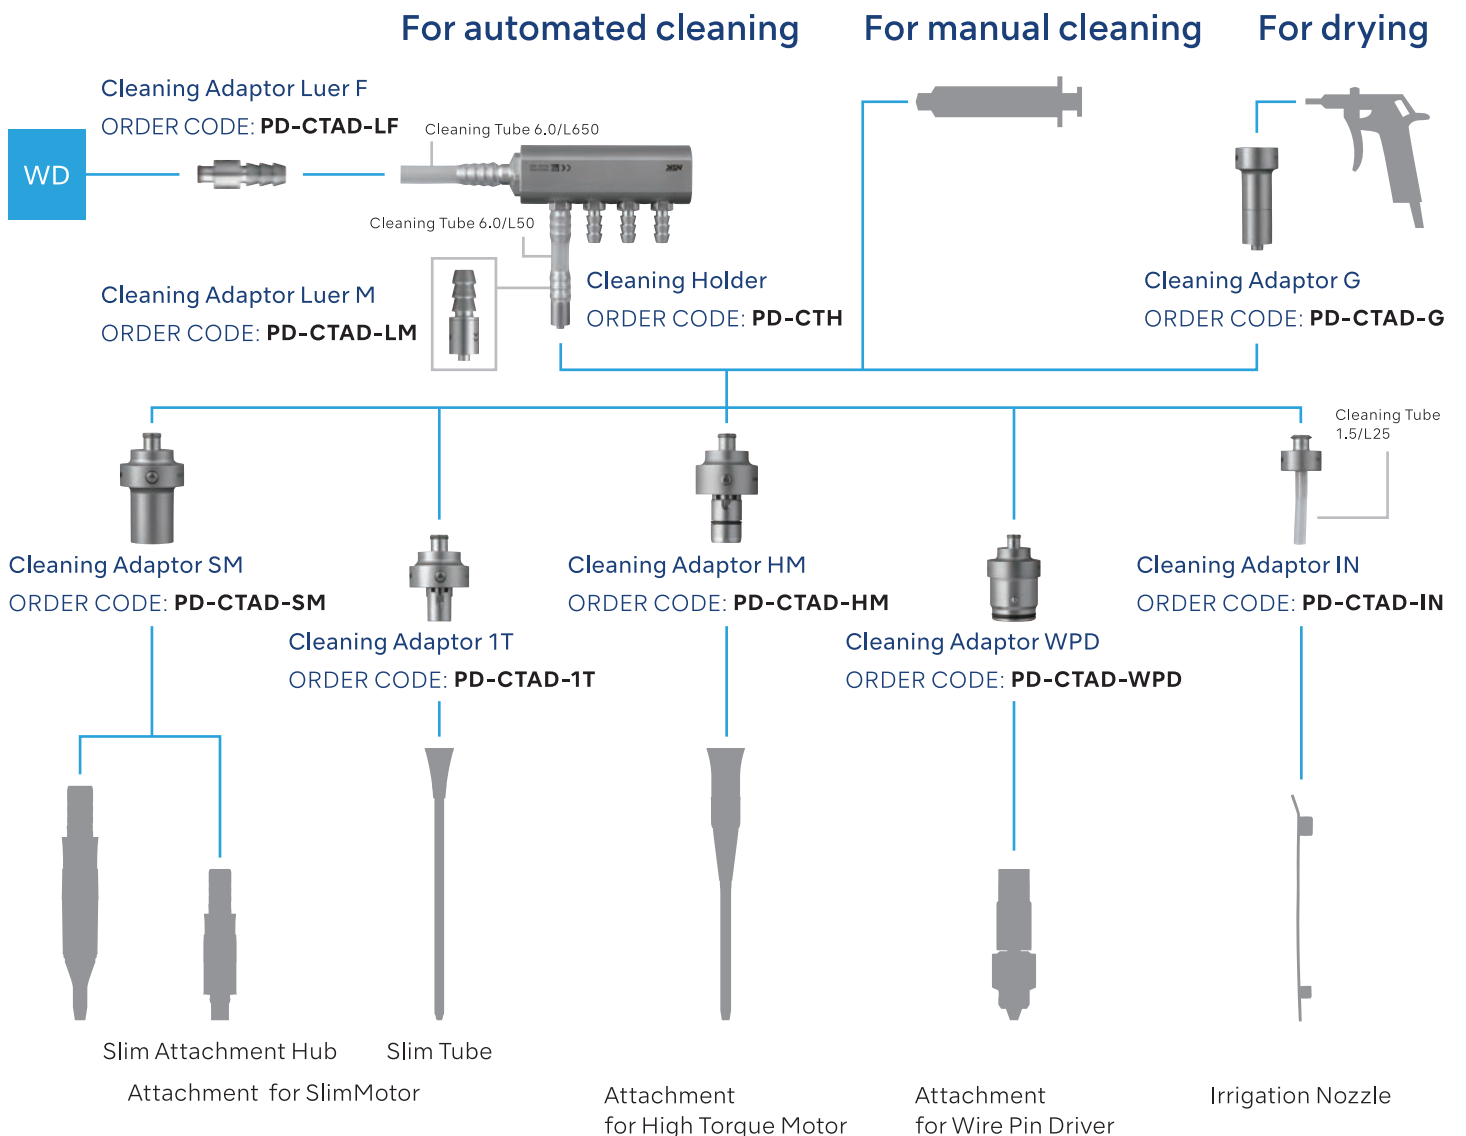 For automated cleaning
For manual cleaning
For drying
Cleaning Adaptor Luer F
ORDER CODE: PD-CTAD-LF
Cleaning Tube 6.0/L650
WD
NSK
Cleaning Tube 6.0/L50
Cleaning Adaptor Luer M
ORDER CODE: PD-CTAD-LM
Cleaning Holder
ORDER CODE: PD-CTH
Cleaning Adaptor G
ORDER CODE: PD-CTAD-G
Cleaning Tube
1.5/L25
Cleaning Adaptor SM
ORDER CODE: PD-CTAD-SM
Cleaning Adaptor 1T
ORDER CODE: PD-CTAD-1T
Cleaning Adaptor HM
ORDER CODE: PD-CTAD-HM
Cleaning Adaptor WPD
ORDER CODE: PD-CTAD-WPD
Cleaning Adaptor IN
ORDER CODE: PD-CTAD-IN
Slim Attachment Hub
Slim Tube
Attachment for SlimMotor
Attachment
for High Torque Motor
Attachment
for Wire Pin Driver
Irrigation Nozzle